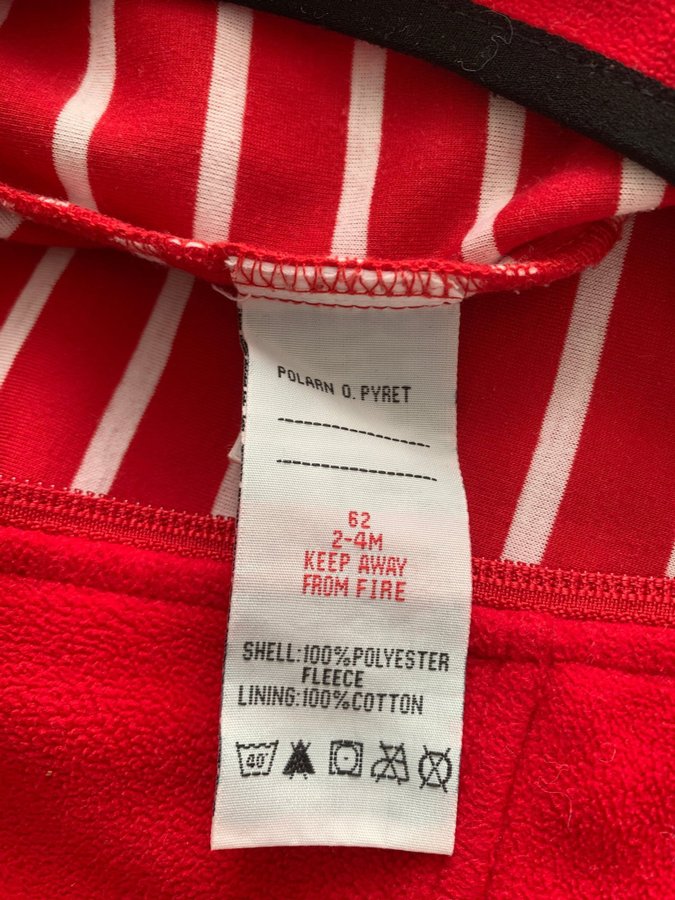 POLARN O. PYRET
62
2-4M
KEEP AWAY
FROM FIRE
SHELL:100%POLYESTER
FLEECE
LINING:100%COTTON
40°